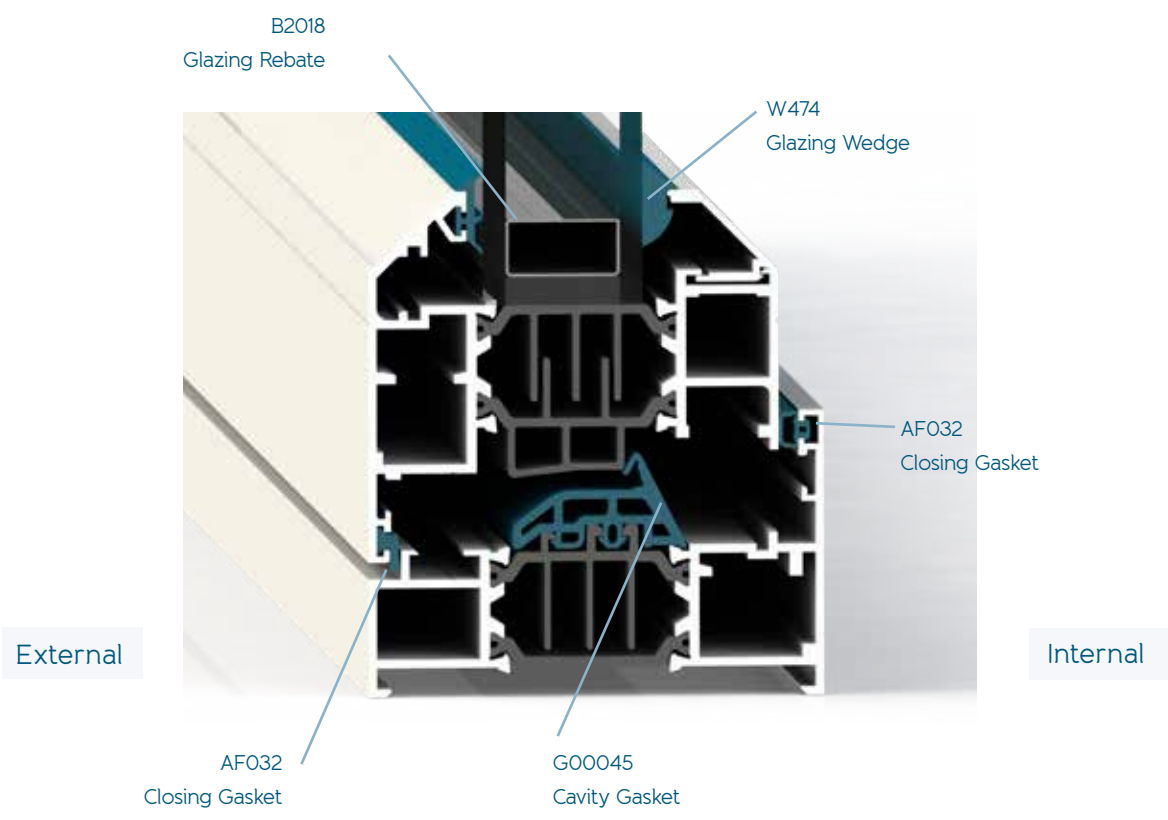 B2018
Glazing Rebate
W474
Glazing Wedge
AF032
Closing Gasket
External
Internal
AF032
Closing Gasket
G00045
Cavity Gasket